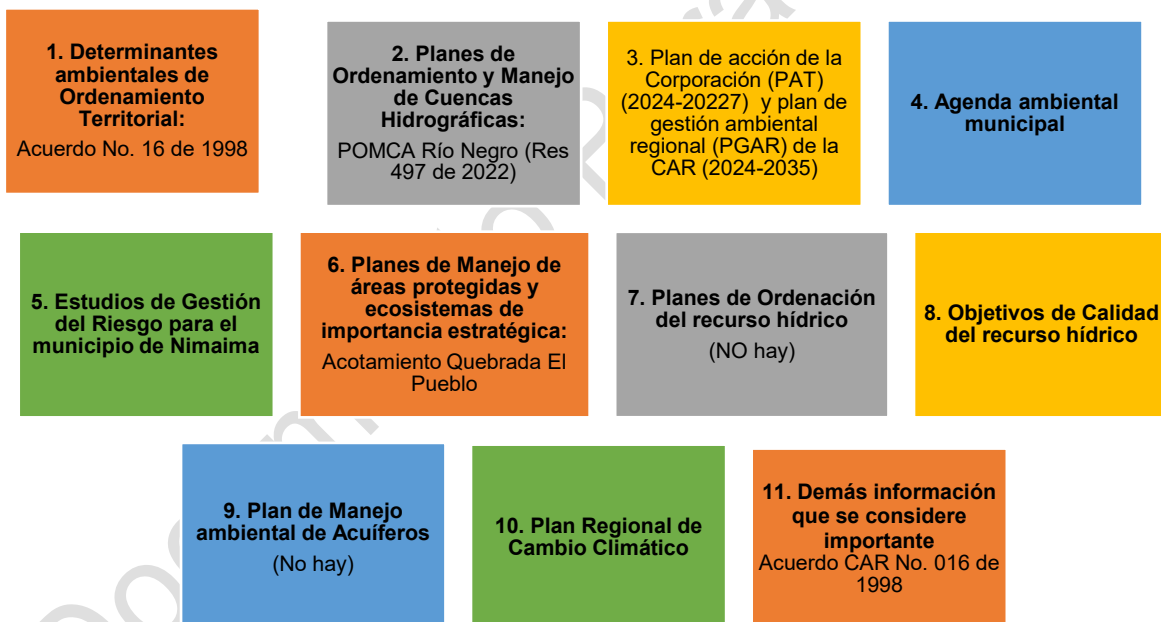 1. Determinantes
ambientales de
Ordenamiento
Territorial:
Acuerdo No. 16 de 1998
2. Planes de
Ordenamiento y Manejo
de Cuencas
Hidrográficas:
POMCA Río Negro (Res
497 de 2022)
3. Plan de acción de la
Corporación (PAT)
(2024-20227) y plan de
gestión ambiental
regional (PGAR) de la
CAR (2024-2035)
4. Agenda ambiental
municipal
5. Estudios de Gestión
del Riesgo para el
municipio de Nimaima
6. Planes de Manejo de
áreas protegidas y
ecosistemas de
importancia estratégica:
Acotamiento Quebrada El
Pueblo
7. Planes de Ordenación
del recurso hídrico
(NO hay)
8. Objetivos de Calidad
del recurso hídrico
9. Plan de Manejo
ambiental de Acuíferos
(No hay)
10. Plan Regional de
Cambio Climático
11. Demás información
que se considere
importante
Acuerdo CAR No. 016 de
1998